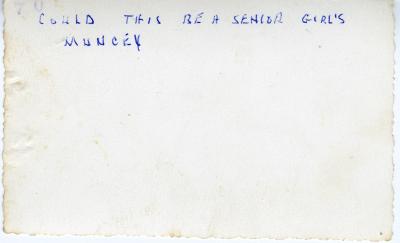 COULD THIS BE A SENIOR GIRL'S
MUNCEY